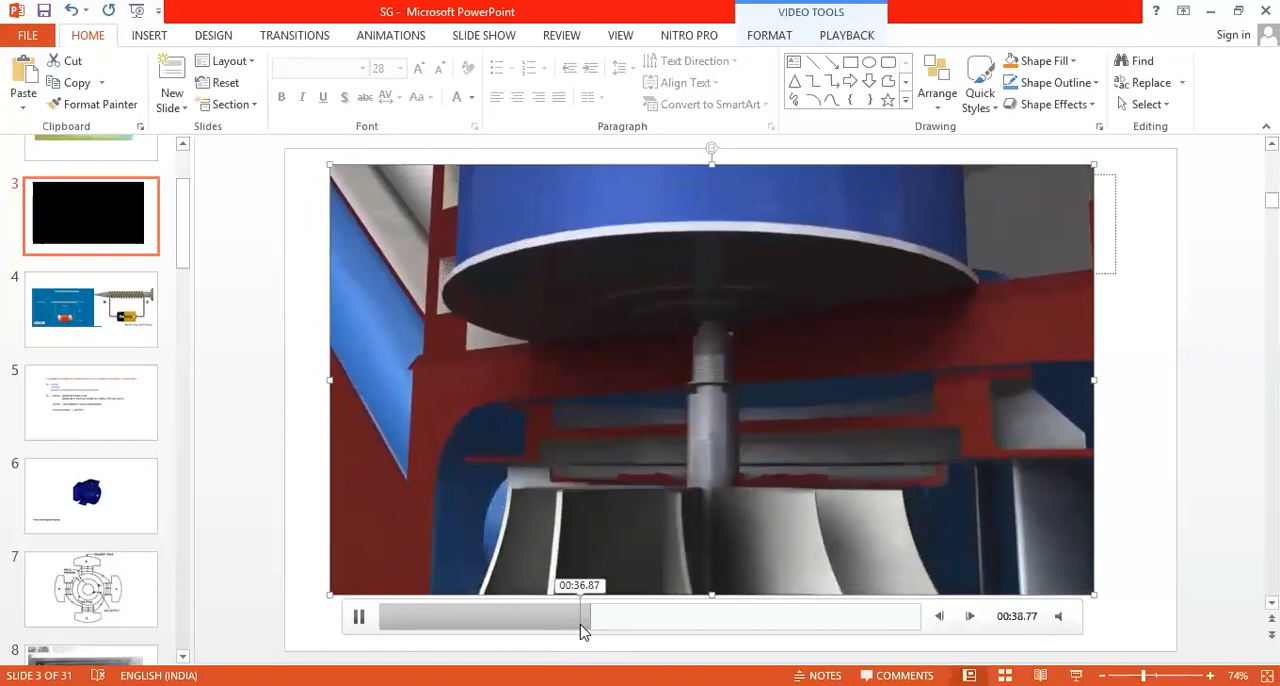 SG - Microsoft PowerPoint
VIDEO TOOLS
FILE
HOME
INSERT
DESIGN
TRANSITIONS
ANIMATIONS
SLIDE SHOW
REVIEW
VIEW
NITRO PRO
FORMAT
PLAYBACK
Sign in
Paste
Cut
Copy
Format Painter
Clipboard
New Slide
Layout
Reset
Section
Slides
28
B I U S abc AV Aa A
Font
Text Direction
Align Text
Convert to SmartArt
Paragraph
Arrange
Quick Styles
Shape Fill
Shape Outline
Shape Effects
Drawing
Find
Replace
Select
Editing
3
4
5
6
7
8
00:36.87
00:38.77
SLIDE 3 OF 31
ENGLISH (INDIA)
NOTES
COMMENTS
74%